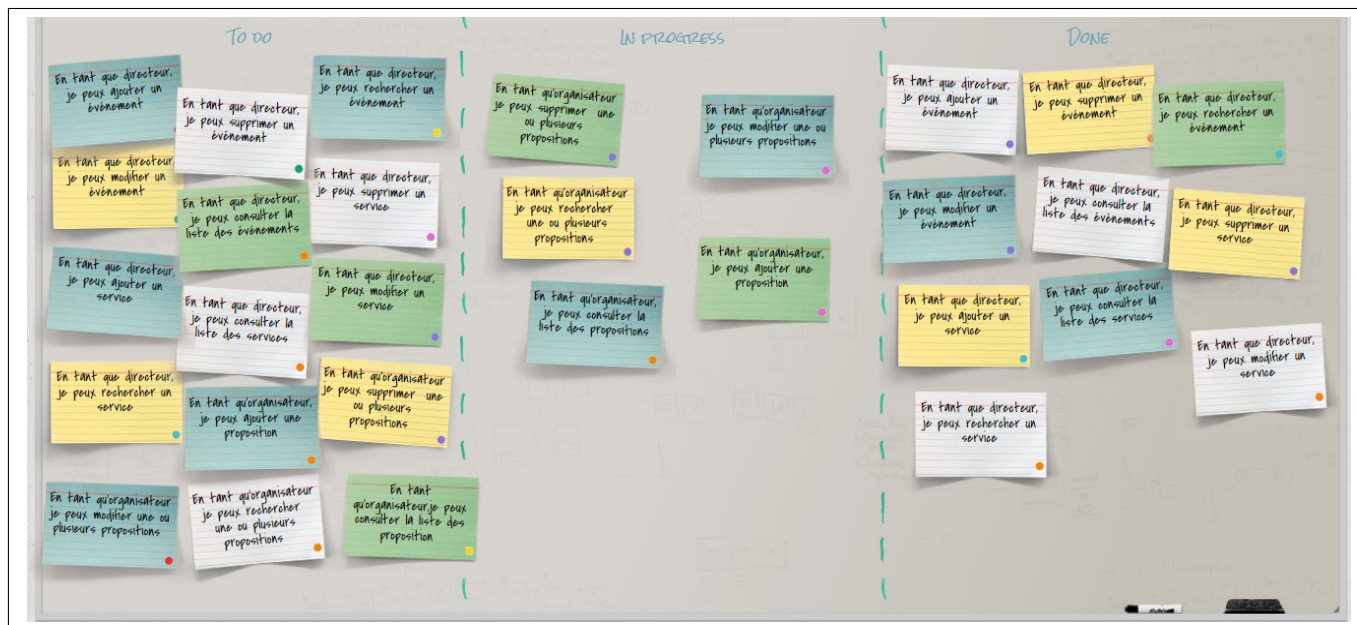 To do
En tant que directeur,
je peux ajouter un
évènement
En tant que directeur,
je peux supprimer un
évènement
En tant que directeur,
je peux rechercher un
évènement
En tant que directeur,
je peux modifier un
évènement
En tant que directeur,
je peux consulter la
liste des évènements
En tant que directeur,
je peux supprimer un
service
En tant que directeur,
je peux ajouter un
service
En tant que directeur,
je peux consulter la
liste des services
En tant que directeur,
je peux modifier un
service
En tant que directeur,
je peux rechercher un
service
En tant qu'organisateur,
je peux ajouter une
proposition
En tant qu'organisateur
je peux supprimer une
ou plusieurs
propositions
En tant qu'organisateur
je peux modifier une ou
plusieurs propositions
En tant qu'organisateur
je peux rechercher
une ou plusieurs
propositions
En tant
qu'organisateur,je peux
consulter la liste des
proposition
In progress
En tant qu'organisateur
je peux supprimer une
ou plusieurs
propositions
En tant qu'organisateur
je peux modifier une ou
plusieurs propositions
En tant qu'organisateur
je peux rechercher
une ou plusieurs
propositions
En tant qu'organisateur,
je peux ajouter une
proposition
En tant qu'organisateur,
je peux consulter la
liste des propositions
Done
En tant que directeur,
je peux ajouter un
évènement
En tant que directeur,
je peux supprimer un
évènement
En tant que directeur,
je peux rechercher un
évènement
En tant que directeur,
je peux modifier un
évènement
En tant que directeur,
je peux consulter la
liste des évènements
En tant que directeur,
je peux supprimer un
service
En tant que directeur,
je peux ajouter un
service
En tant que directeur,
je peux consulter la
liste des services
En tant que directeur,
je peux modifier un
service
En tant que directeur,
je peux rechercher un
service